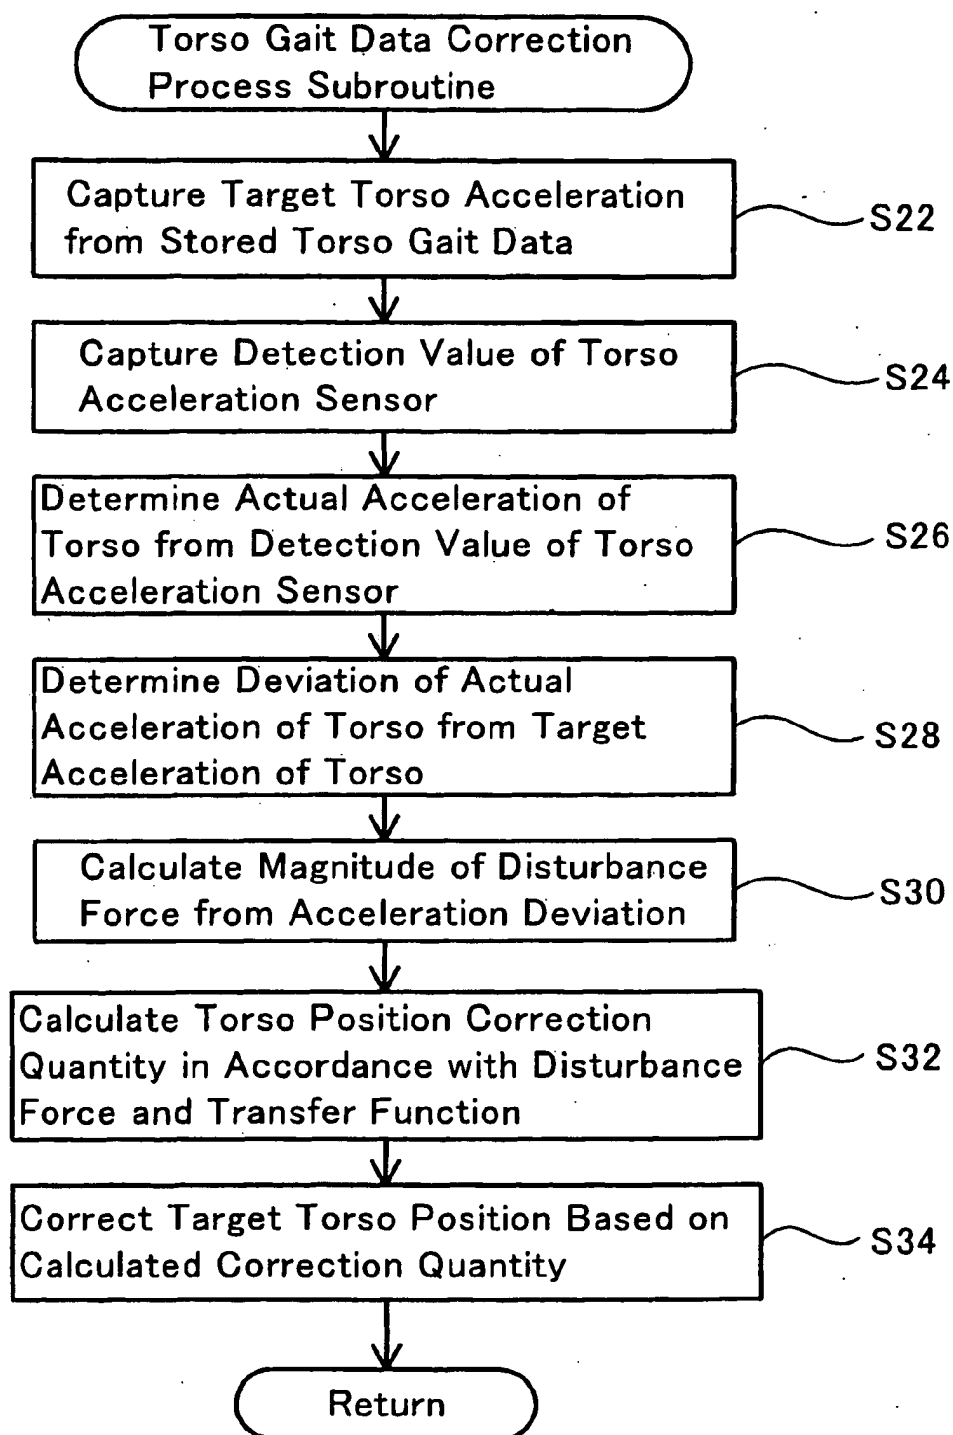 Torso Gait Data Correction
Process Subroutine
Capture Target Torso Acceleration
from Stored Torso Gait Data
S22
Capture Detection Value of Torso
Acceleration Sensor
S24
Determine Actual Acceleration of
Torso from Detection Value of Torso
Acceleration Sensor
S26
Determine Deviation of Actual
Acceleration of Torso from Target
Acceleration of Torso
S28
Calculate Magnitude of Disturbance
Force from Acceleration Deviation
S30
Calculate Torso Position Correction
Quantity in Accordance with Disturbance
Force and Transfer Function
S32
Correct Target Torso Position Based on
Calculated Correction Quantity
S34
Return